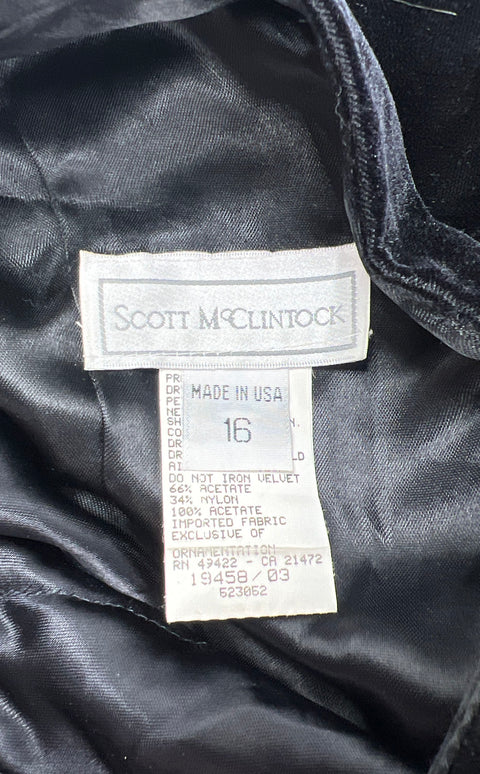 SCOTT McCLINTOCK
MADE IN USA
16
DO NOT IRON VELVET
66% ACETATE
34% NYLON
100% ACETATE
IMPORTED FABRIC
EXCLUSIVE OF
ORNAMENTATION
RN 49422 - CA 21472
19458/03
523052